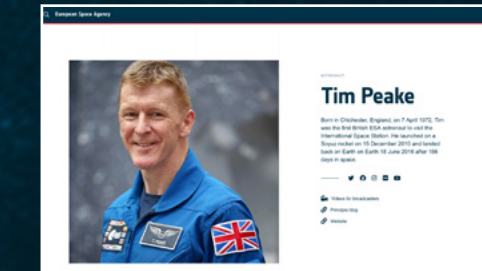 European Space Agency
ASTRONAUT
Tim Peake
Born in Chichester, England, on 7 April 1972, Tim
was the first British ESA astronaut to visit the
International Space Station. He launched on a
Soyuz rocket on 15 December 2015 and landed
back on Earth on Earth 18 June 2016 after 186
days in space.
Videos for broadcasters
Principia blog
Website